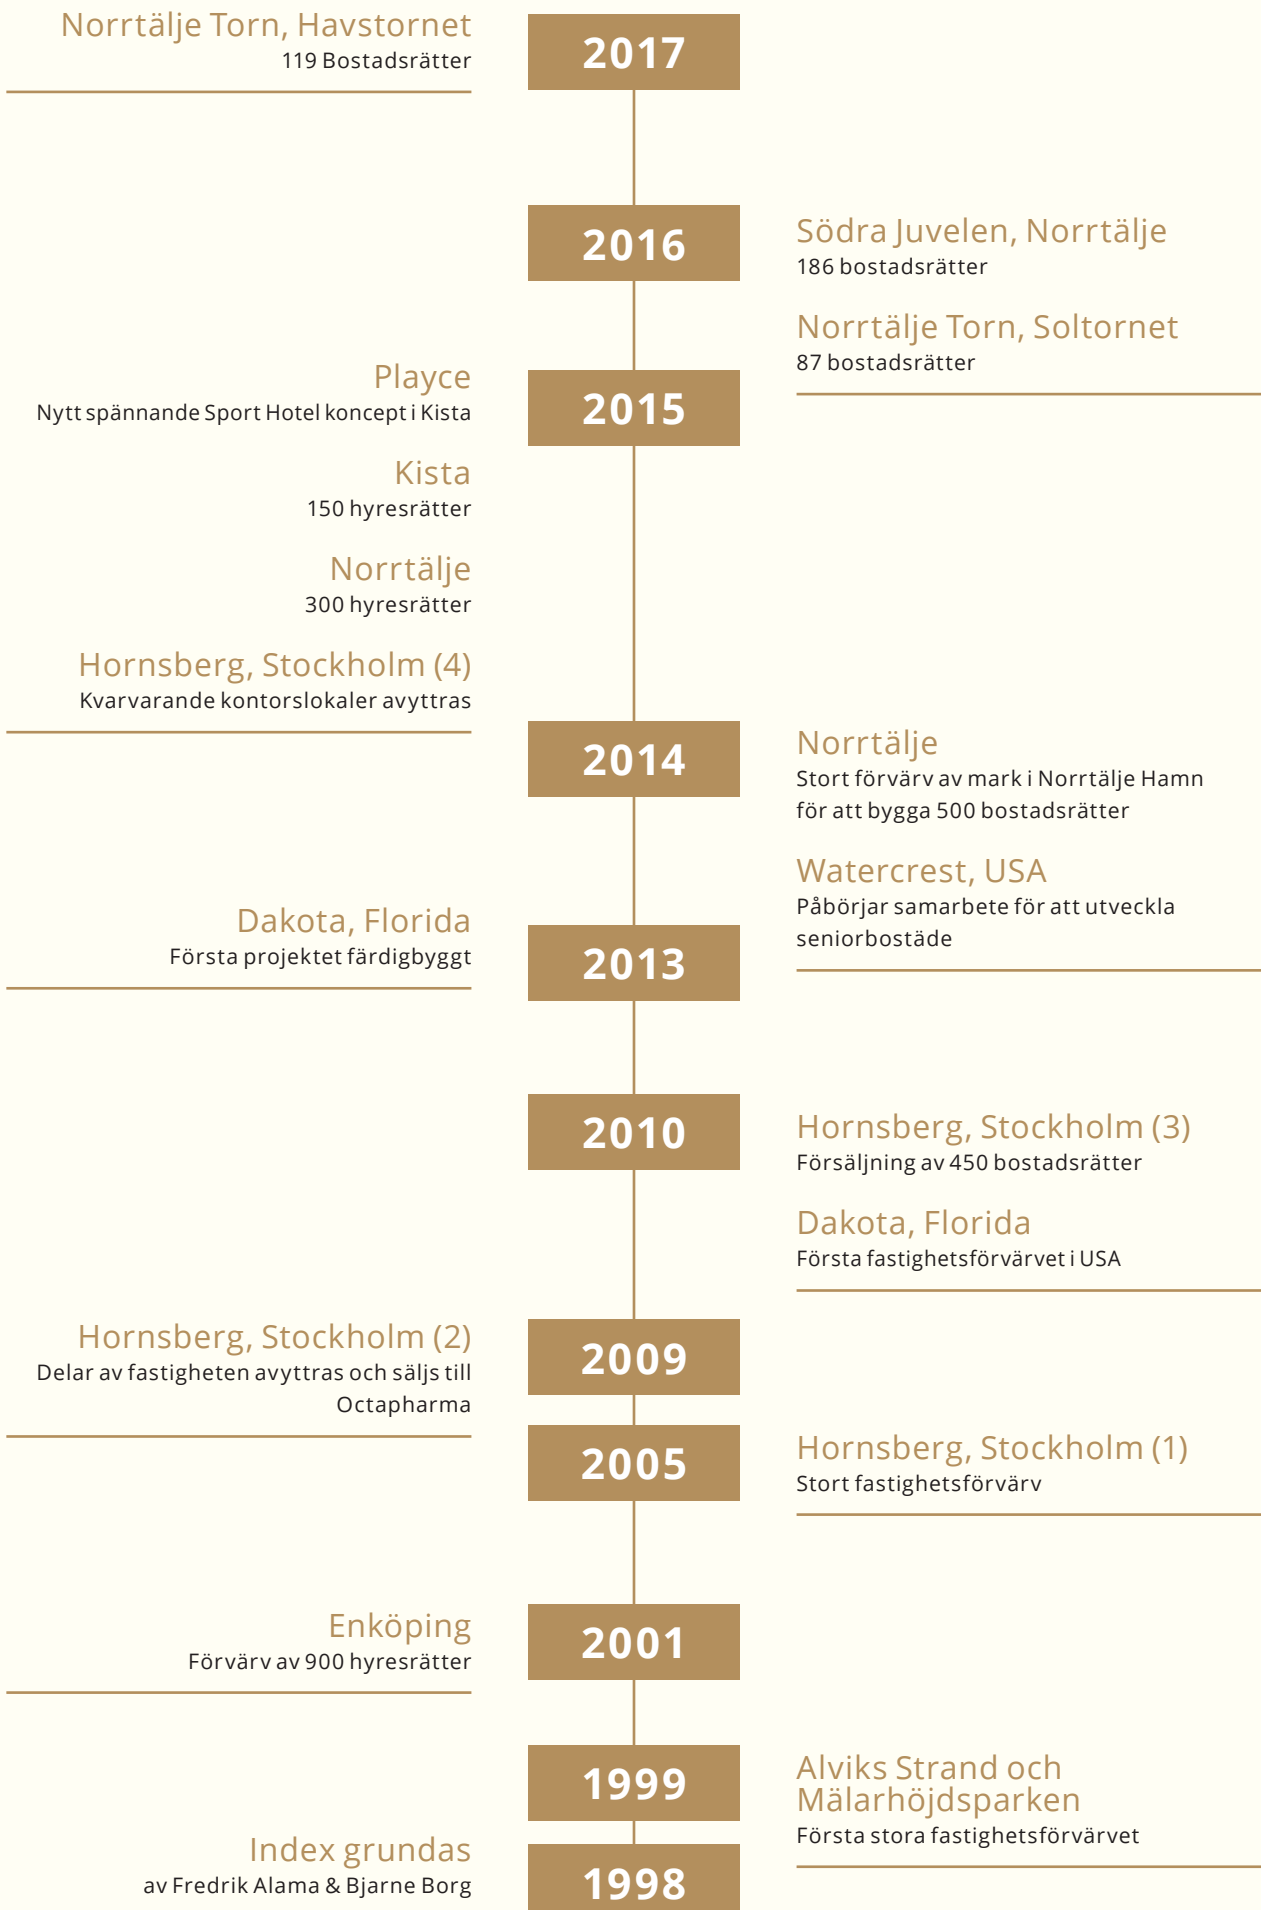 Norrtälje Torn, Havstornet
119 Bostadsrätter
2017
2016
Södra Juvelen, Norrtälje
186 bostadsrätter
Norrtälje Torn, Soltornet
87 bostadsrätter
Playce
Nytt spännande Sport Hotel koncept i Kista
2015
Kista
150 hyresrätter
Norrtälje
300 hyresrätter
Hornsberg, Stockholm (4)
Kvarvarande kontorslokaler avyttras
2014
Norrtälje
Stort förvärv av mark i Norrtälje Hamn
för att bygga 500 bostadsrätter
Watercrest, USA
Påbörjar samarbete för att utveckla
seniorbostäde
Dakota, Florida
Första projektet färdigbyggt
2013
2010
Hornsberg, Stockholm (3)
Försäljning av 450 bostadsrätter
Dakota, Florida
Första fastighetsförvärvet i USA
Hornsberg, Stockholm (2)
Delar av fastigheten avyttras och säljs till
Octapharma
2009
2005
Hornsberg, Stockholm (1)
Stort fastighetsförvärv
Enköping
Förvärv av 900 hyresrätter
2001
1999
Alviks Strand och
Mälarhöjdsparken
Första stora fastighetsförvärvet
Index grundas
av Fredrik Alama & Bjarne Borg
1998